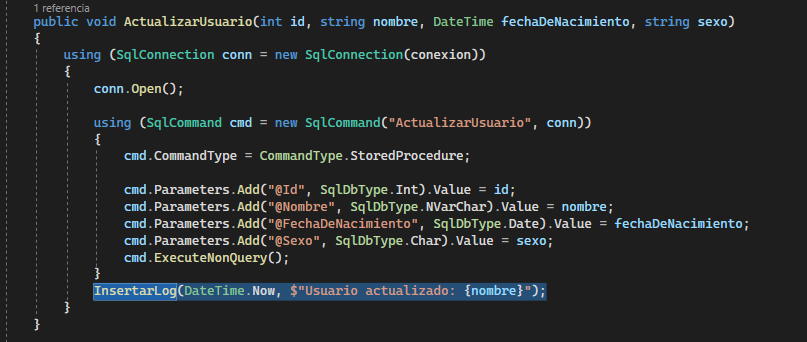 1 referencia
public void ActualizarUsuario(int id, string nombre, DateTime fechaDeNacimiento, string sexo)
{
using (SqlConnection conn = new SqlConnection(conexion))
{
conn.Open();
using (SqlCommand cmd = new SqlCommand("ActualizarUsuario", conn))
{
cmd.CommandType = CommandType.StoredProcedure;
cmd.Parameters.Add("@Id", SqlDbType.Int).Value = id;
cmd.Parameters.Add("@Nombre", SqlDbType.NVarChar).Value = nombre;
cmd.Parameters.Add("@FechaDeNacimiento", SqlDbType.Date).Value = fechaDeNacimiento;
cmd.Parameters.Add("@Sexo", SqlDbType.Char).Value = sexo;
cmd.ExecuteNonQuery();
}
InsertarLog(DateTime.Now, $"Usuario actualizado: {nombre}");
}
}